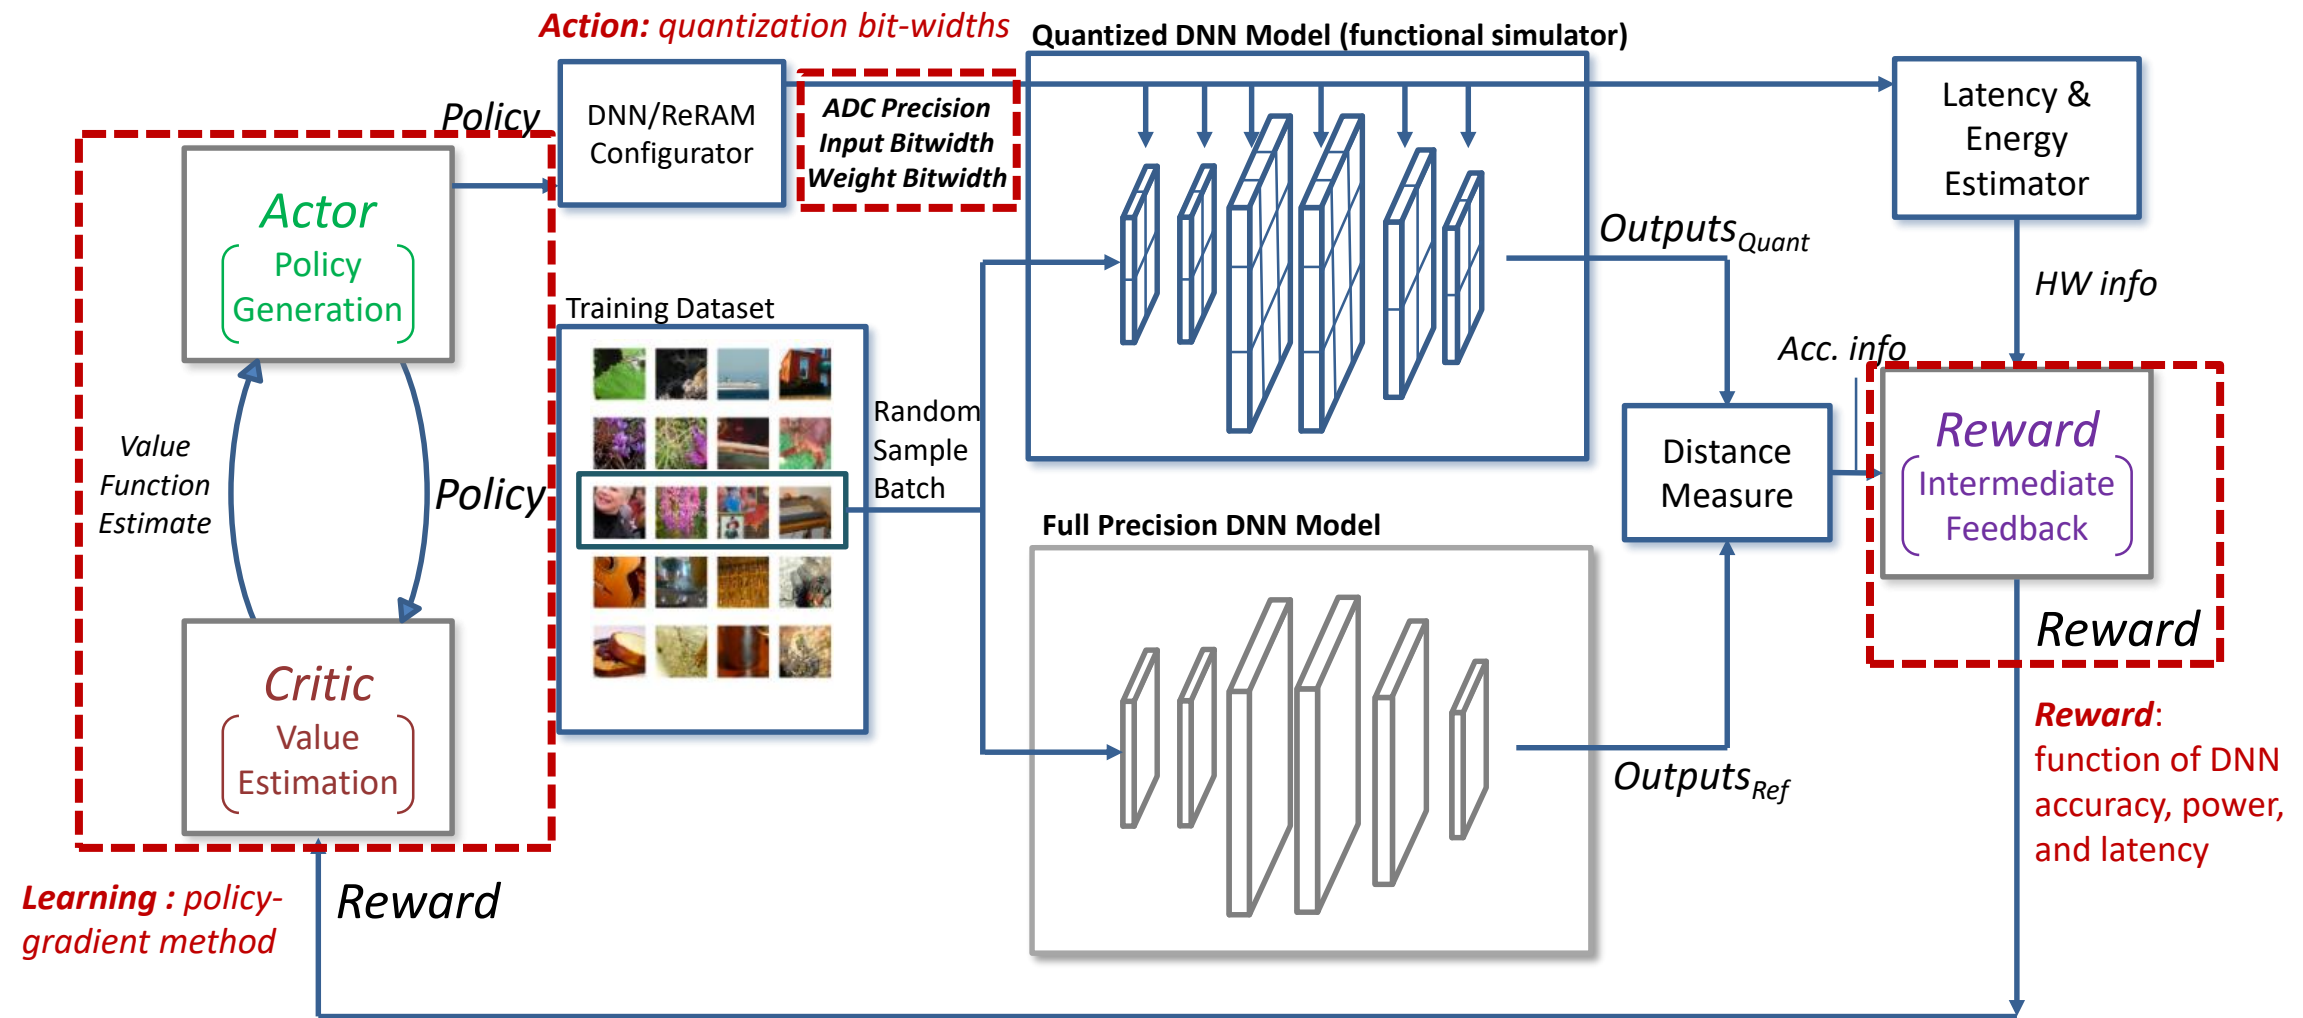 Action: quantization bit-widths
Quantized DNN Model (functional simulator)
Policy
DNN/ReRAM
Configurator
ADC Precision
Input Bitwidth
Weight Bitwidth
Latency &
Energy
Estimator
Actor
Policy
Generation
Outputs_Quant
HW info
Training Dataset
Acc. info
Random
Sample
Batch
Value
Function
Estimate
Policy
Distance
Measure
Reward
Intermediate
Feedback
Full Precision DNN Model
Reward
Critic
Value
Estimation
Outputs_Ref
Reward:
function of DNN
accuracy, power,
and latency
Learning : policy-
gradient method
Reward